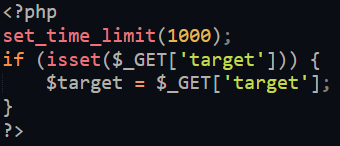 <?php
set_time_limit(1000);
if (isset($_GET['target'])) {
    $target = $_GET['target'];
}
?>